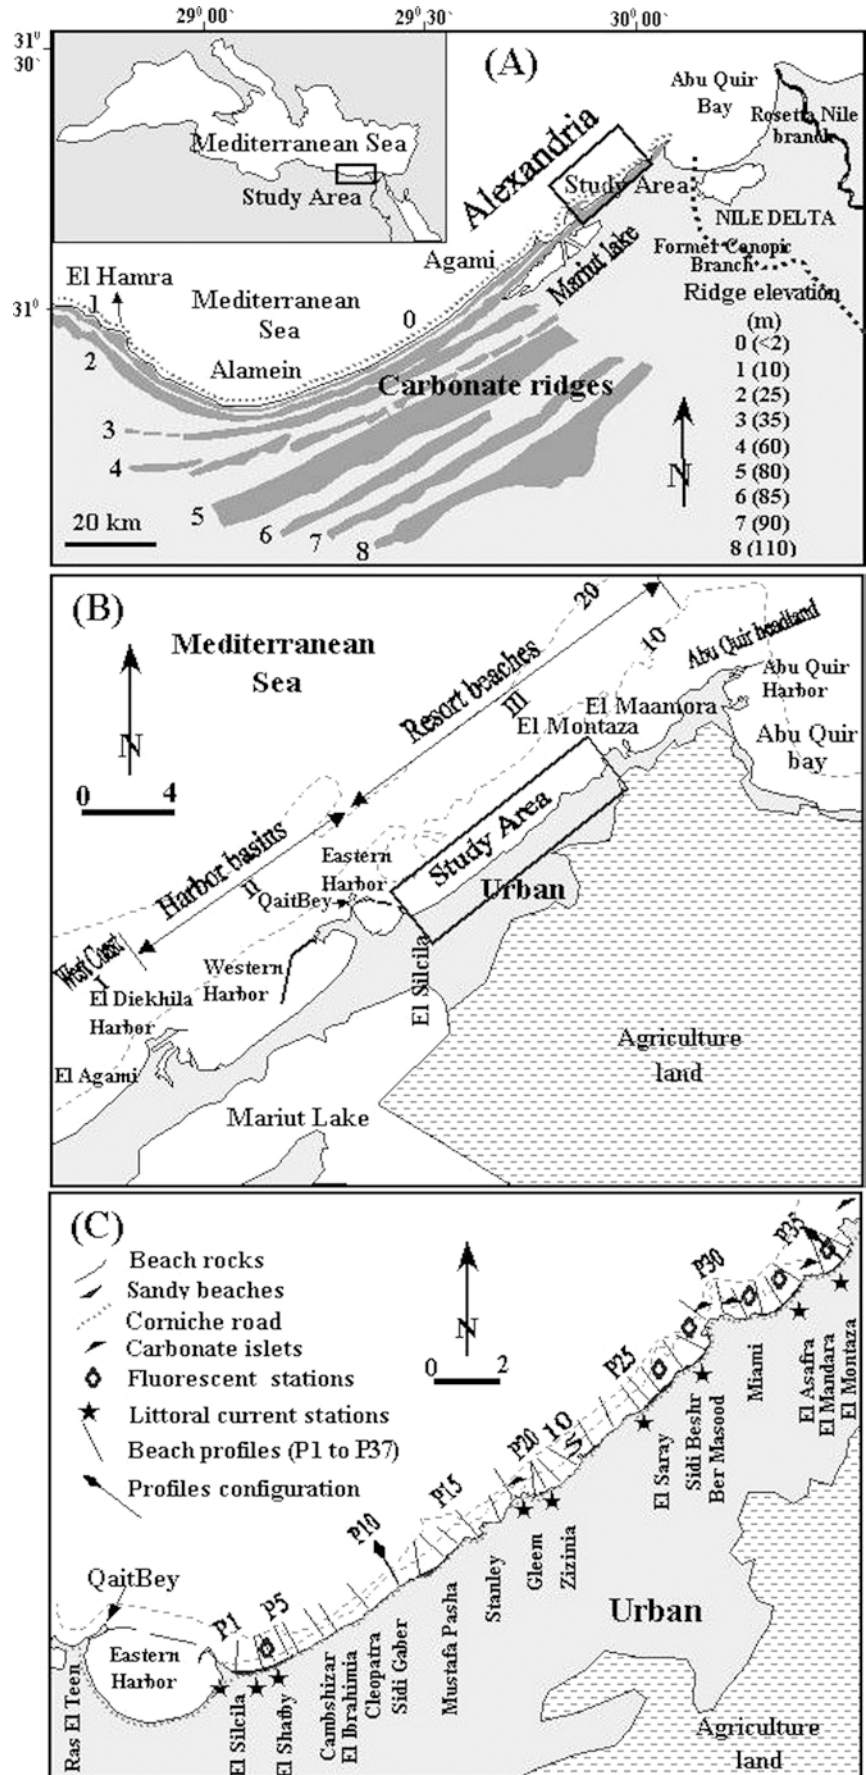 29° 00′
29° 30′
30° 00′
31°
30`
(A)
Abu Quir
Bay
Rosetta Nile
branch
Mediterranean Sea
Study Area
Alexandria
Study Area
NILE DELTA
Former Canopic
Branch
Agami
Mariut lake
El Hamra
Mediterranean
Sea
31°
1
0
2
Alamein
Carbonate ridges
3
4
5
6
7
8
20 km
N
Ridge elevation
(m)
0 (<2)
1 (10)
2 (25)
3 (35)
4 (60)
5 (80)
6 (85)
7 (90)
8 (110)
(B)
Mediterranean
Sea
N
0 4
20
10
Resort beaches
III
Abu Quir headland
Abu Quir
Harbor
El Maamora
El Montaza
Abu Quir
bay
Harbor basins
II
Eastern
Harbor
QaitBey
Study Area
Urban
West Coast
I
Western
Harbor
El Diekhila
Harbor
El Silcila
El Agami
Agriculture
land
Mariut Lake
(C)
Beach rocks
Sandy beaches
Corniche road
Carbonate islets
Fluorescent stations
Littoral current stations
Beach profiles (P1 to P37)
Profiles configuration
N
0 2
P35
P30
P25
P20
10
5
P15
P10
P5
P1
QaitBey
Eastern
Harbor
Ras El Teen
El Silcila
El Shatby
Cambshizar
El Ibrahimia
Cleopatra
Sidi Gaber
Mustafa Pasha
Stanley
Gleem
Zizinia
El Saray
Sidi Beshr
Ber Masood
Miami
El Asafra
El Mandara
El Montaza
Urban
Agriculture
land